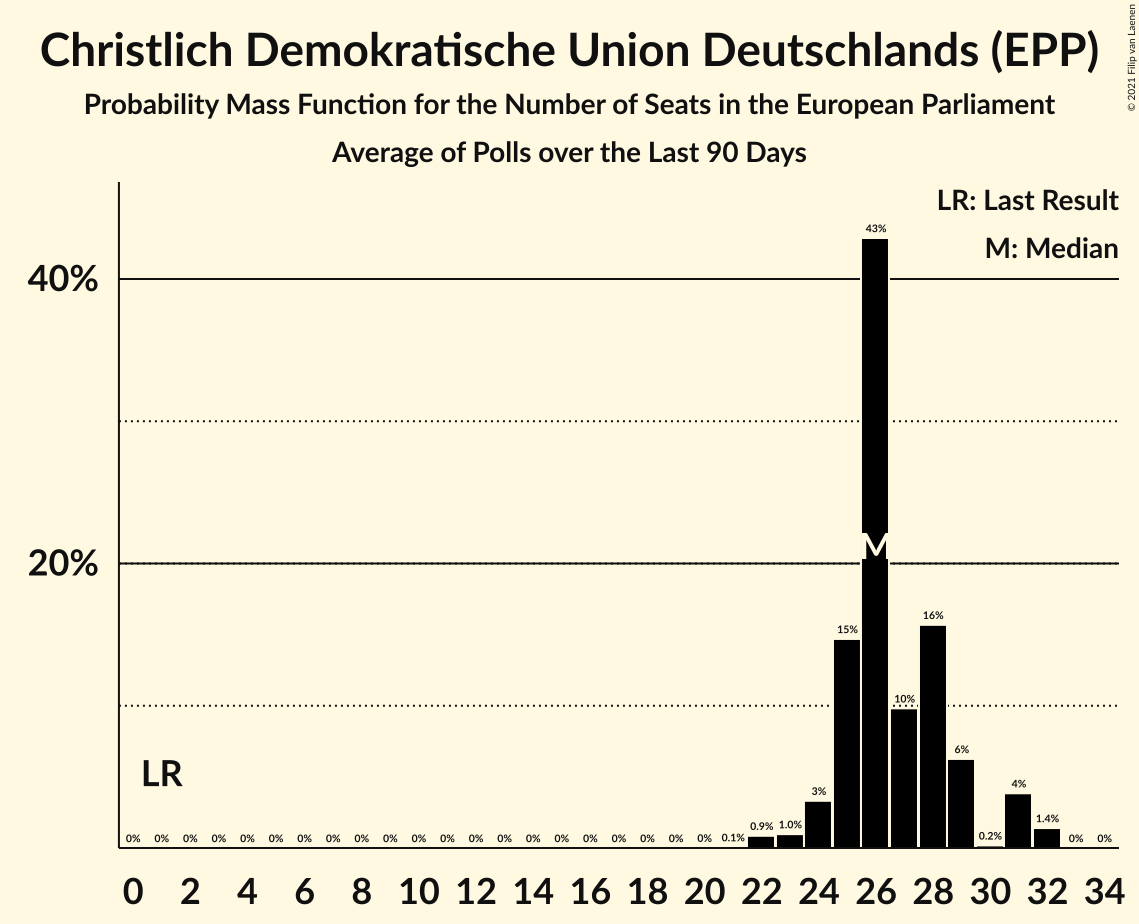 Christlich Demokratische Union Deutschlands (EPP)
Probability Mass Function for the Number of Seats in the European Parliament
Average of Polls over the Last 90 Days
© 2021 Filip van Laenen
LR: Last Result
M: Median
43%
40%
M
20%
16%
15%
10%
6%
LR
3%
4%
0% 0% 0% 0% 0% 0% 0% 0% 0% 0% 0% 0% 0% 0% 0% 0% 0% 0% 0% 0% 0% 0.1% 0.9% 1.0% 0.2% 1.4% 0% 0%
0 2 4 6 8 10 12 14 16 18 20 22 24 26 28 30 32 34